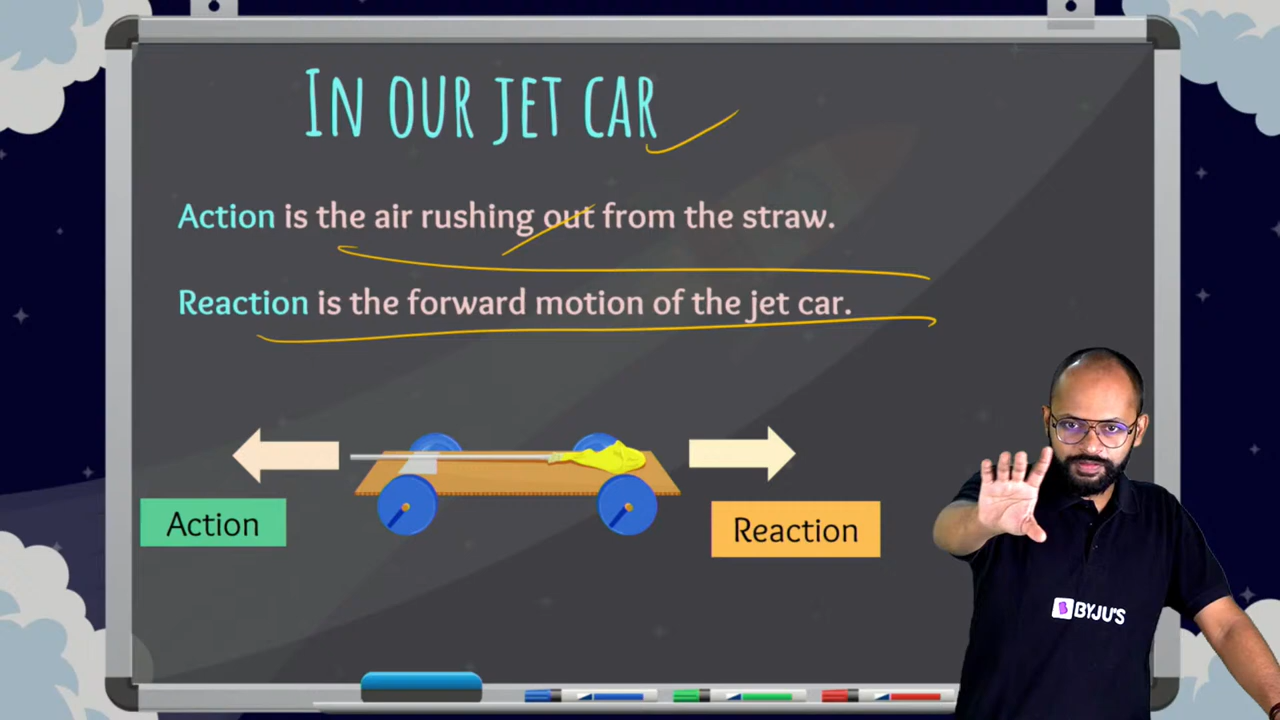 IN OUR JET CAR
Action is the air rushing out from the straw.
Reaction is the forward motion of the jet car.
Action
Reaction
B BYJU'S